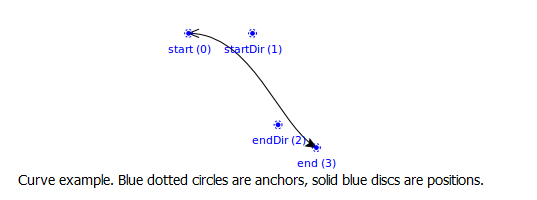 start (0)
startDir (1)
endDir (2)
end (3)
Curve example. Blue dotted circles are anchors, solid blue discs are positions.